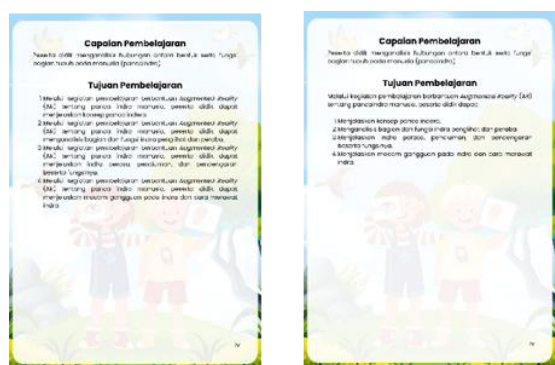 Capaian Pembelajaran
Peserta didik menganalisis hubungan antara bentuk serta fungsi
bagian tubuh pada manusia (pancaindra)
Tujuan Pembelajaran
1.Melalui kegiatan pembelajaran berbantuan Augmented Reality
(AR) tentang panca indra manusia, peserta didik dapat
menjelaskan konsep panca indera.
2.Melalui kegiatan pembelajaran berbantuan Augmented Reality
(AR) tentang panca indra manusia, peserta didik dapat
menganalisis bagian dan fungsi indra penglihat dan peraba.
3.Melalui kegiatan pembelajaran berbantuan Augmented Reality
(AR) tentang panca indra manusia, peserta didik dapat
menjelaskan indra perasa, penciuman, dan pendengaran
beserta fungsinya.
4.Melalui kegiatan pembelajaran berbantuan Augmented Reality
(AR) tentang panca indra manusia, peserta didik dapat
menjelaskan macam gangguan pada indra dan cara merawat
indra.
iv
Capaian Pembelajaran
Peserta didik menganalisis hubungan antara bentuk serta fungsi
bagian tubuh pada manusia (pancaindra)
Tujuan Pembelajaran
Melalui kegiatan pembelajaran berbantuan Augmented Reality (AR)
tentang pancaindra manusia, peserta didik dapat:
1.Menjelaskan konsep panca indera.
2.Menganalisis bagian dan fungsi indra penglihat dan peraba.
3.Menjelaskan indra perasa, penciuman, dan pendengaran
beserta fungsinya.
4.Menjelaskan macam gangguan pada indra dan cara merawat
indra.
iv